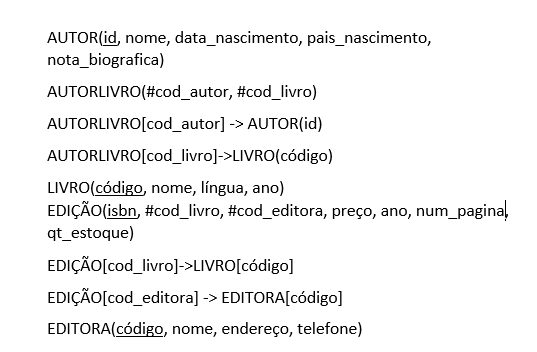 AUTOR(id, nome, data_nascimento, pais_nascimento,
nota_biografica)
AUTORLIVRO(#cod_autor, #cod_livro)
AUTORLIVRO[cod_autor] -> AUTOR(id)
AUTORLIVRO[cod_livro]->LIVRO(código)
LIVRO(código, nome, língua, ano)
EDIÇÃO(isbn, #cod_livro, #cod_editora, preço, ano, num_pagina,
qt_estoque)
EDIÇÃO[cod_livro]->LIVRO[código]
EDIÇÃO[cod_editora] -> EDITORA[código]
EDITORA(código, nome, endereço, telefone)